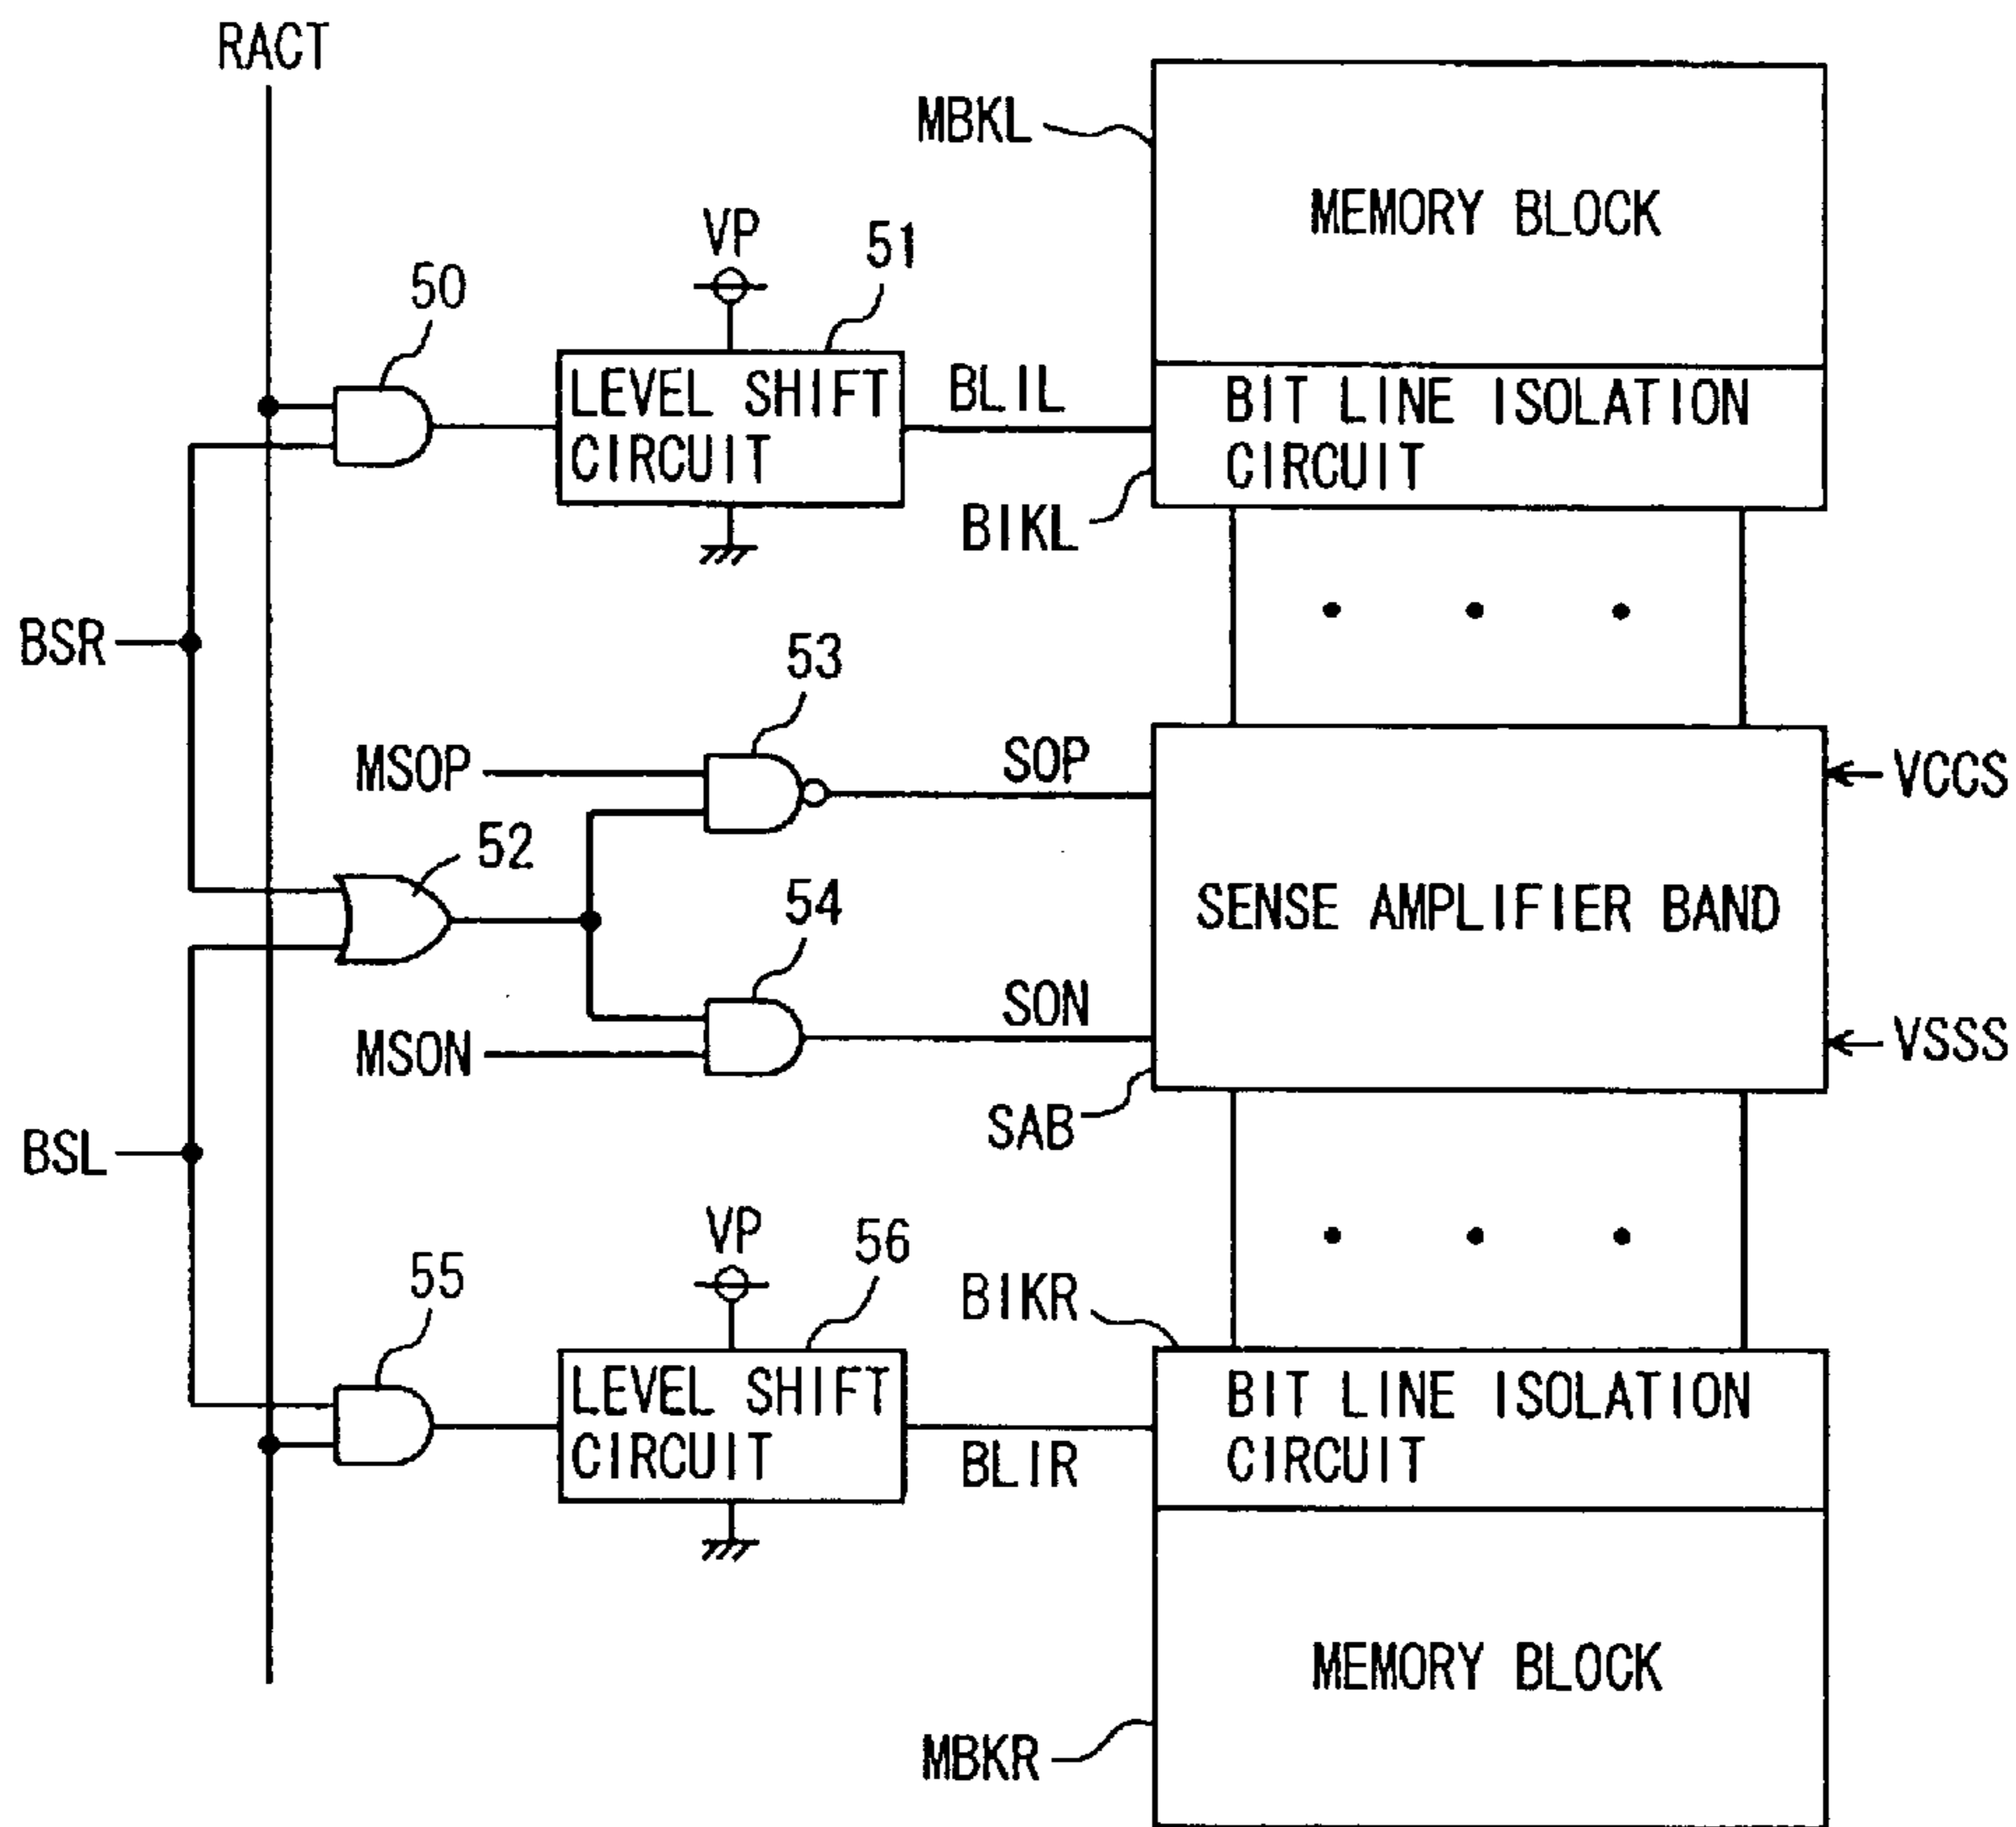 RACT
MBKL
MEMORY BLOCK
VP
51
50
LEVEL SHIFT
CIRCUIT
BLIL
BIT LINE ISOLATION
CIRCUIT
BIKL
BSR
53
MSOP
SOP
VCCS
52
54
SENSE AMPLIFIER BAND
MSON
SON
VSSS
SAB
BSL
VP
56
55
BIKR
LEVEL SHIFT
CIRCUIT
BLIR
BIT LINE ISOLATION
CIRCUIT
MEMORY BLOCK
MBKR